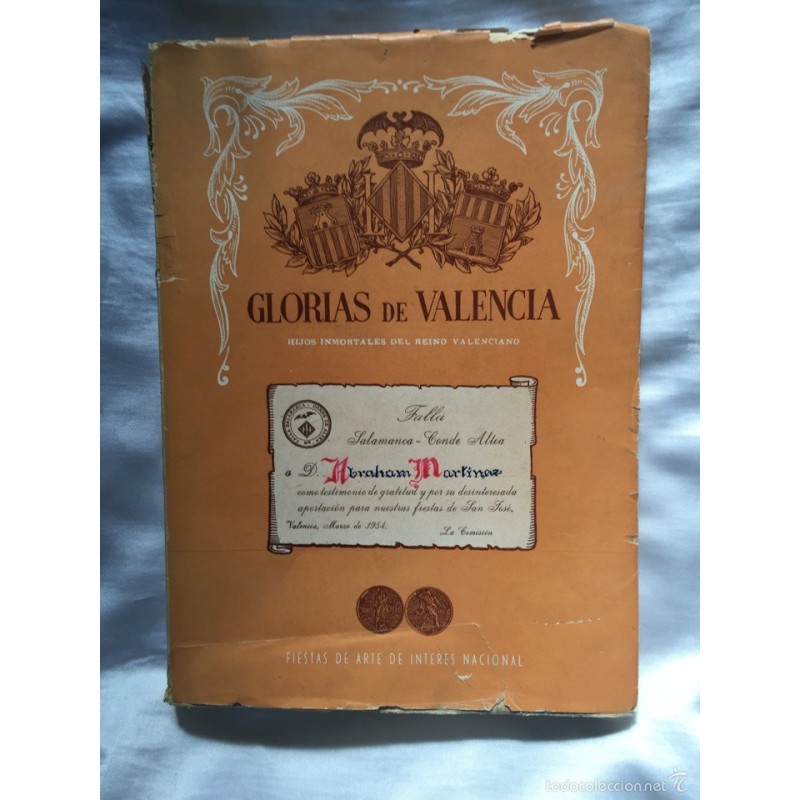 L L
GLORIAS DE VALENCIA
HIJOS INMORTALES DEL REINO VALENCIANO
Falla
Salamanca - Conde Altea
a D. Abraham Martinez
como testimonio de gratitud y por su desinteresada
aportación para nuestras fiestas de San José.
Valencia, Marzo de 1954.
La Comisión
FIESTAS DE ARTE DE INTERES NACIONAL
todocoleccion.net